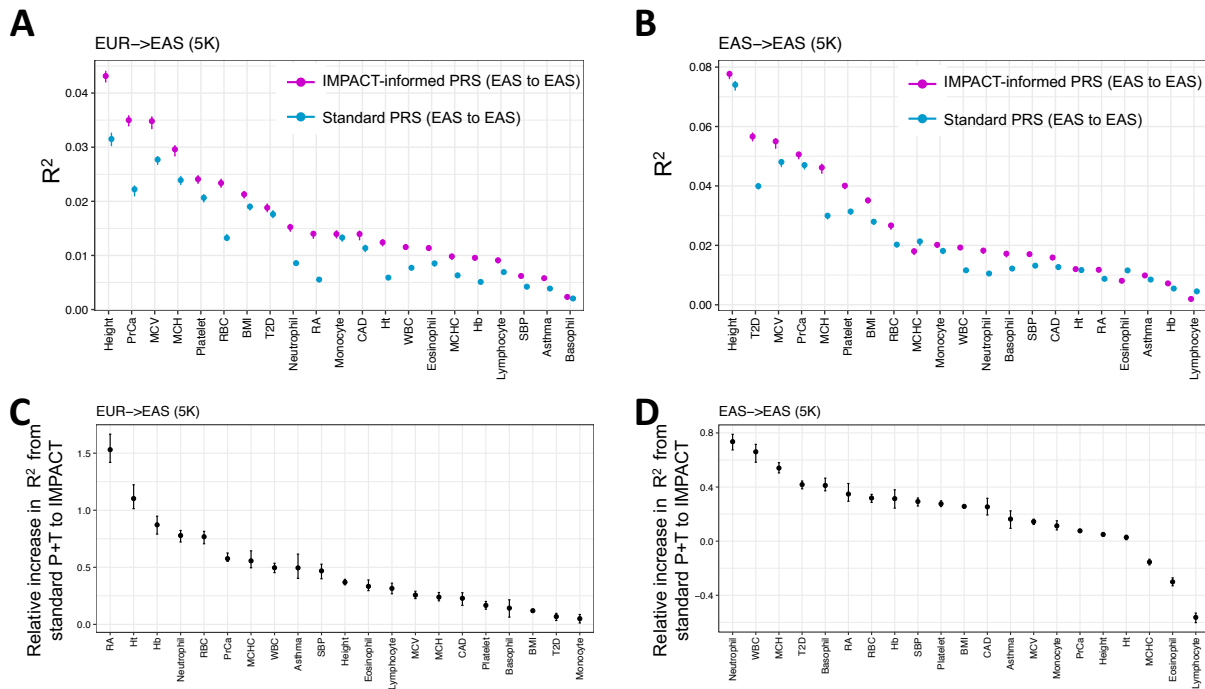 A
EUR->EAS (5K)
IMPACT-informed PRS (EAS to EAS)
Standard PRS (EAS to EAS)
R²
0.04
0.03
0.02
0.01
0.00
Height
PrCa
MCV
MCH
Platelet
RBC
BMI
T2D
Neutrophil
RA
Monocyte
CAD
Ht
WBC
Eosinophil
MCHC
Hb
Lymphocyte
SBP
Asthma
Basophil
B
EAS->EAS (5K)
IMPACT-informed PRS (EAS to EAS)
Standard PRS (EAS to EAS)
R²
0.08
0.06
0.04
0.02
0.00
Height
T2D
MCV
PrCa
MCH
Platelet
BMI
RBC
MCHC
Monocyte
WBC
Neutrophil
Basophil
SBP
CAD
Ht
RA
Eosinophil
Asthma
Hb
Lymphocyte
C
EUR->EAS (5K)
Relative increase in R² from
standard P+T to IMPACT
1.5
1.0
0.5
0.0
RA
Ht
Hb
Neutrophil
RBC
PrCa
MCHC
WBC
Asthma
SBP
Height
Eosinophil
Lymphocyte
MCV
MCH
CAD
Platelet
Basophil
BMI
T2D
Monocyte
D
EAS->EAS (5K)
Relative increase in R² from
standard P+T to IMPACT
0.8
0.4
0.0
−0.4
Neutrophil
WBC
MCH
T2D
Basophil
RA
RBC
Hb
SBP
Platelet
BMI
CAD
Asthma
MCV
Monocyte
PrCa
Height
Ht
MCHC
Eosinophil
Lymphocyte